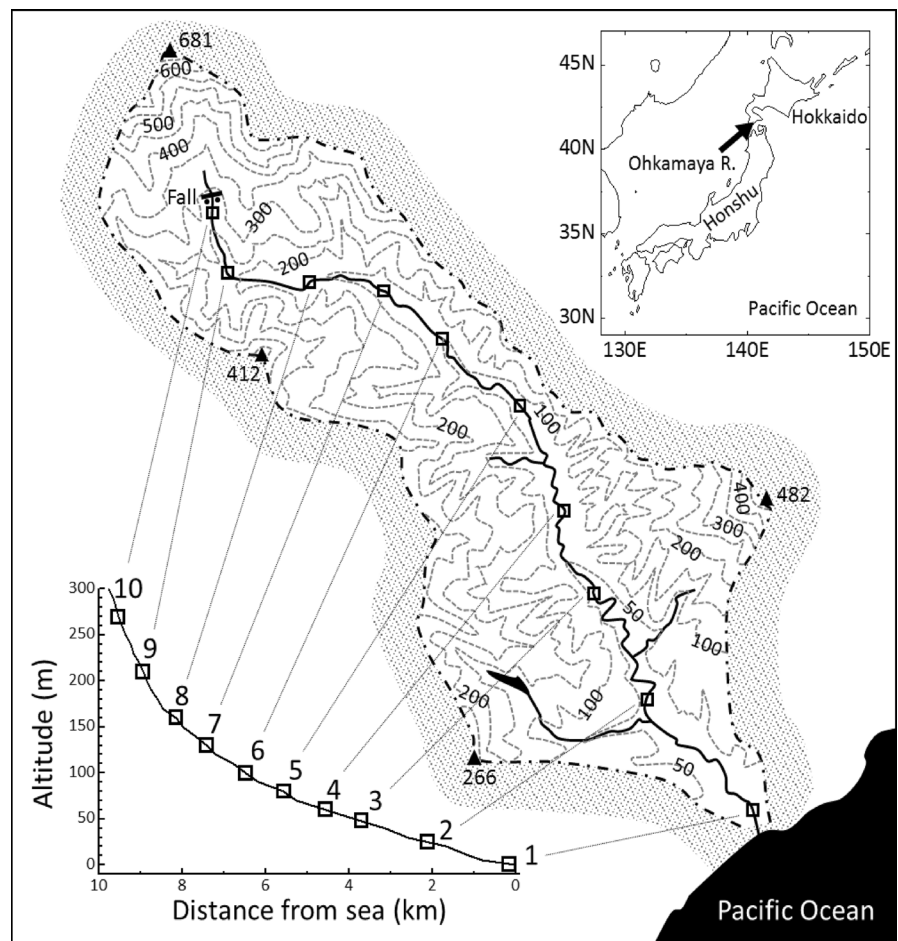 681
600
500
400
Fall
300
200
412
100
200
482
400
300
200
50
100
200
100
50
266
45N
40N
35N
30N
130E
140E
150E
Hokkaido
Ohkamaya R.
Honshu
Pacific Ocean
Altitude (m)
300
250
200
150
100
50
0
10
9
8
7
6
5
4
3
2
1
10
8
6
4
2
0
Distance from sea (km)
Pacific Ocean